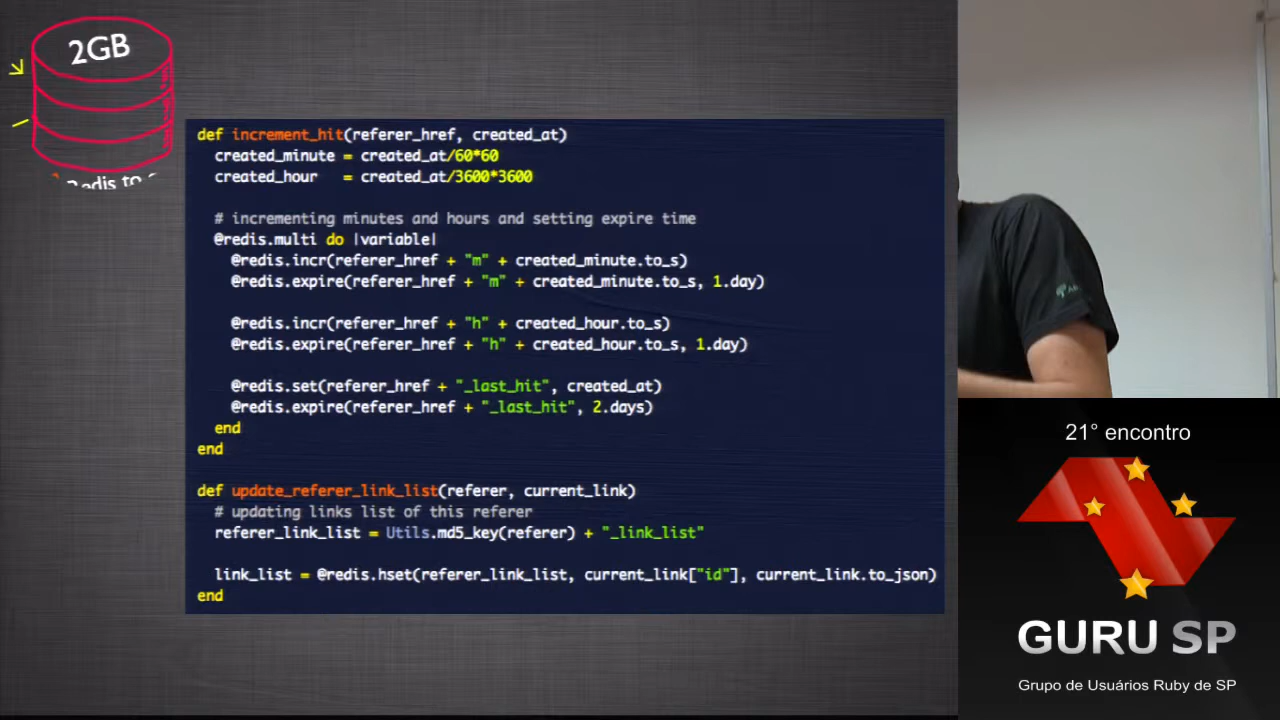 2GB
Redis to
def increment_hit(referer_href, created_at)
created_minute = created_at/60*60
created_hour   = created_at/3600*3600
# incrementing minutes and hours and setting expire time
@redis.multi do |variable|
@redis.incr(referer_href + "m" + created_minute.to_s)
@redis.expire(referer_href + "m" + created_minute.to_s, 1.day)
@redis.incr(referer_href + "h" + created_hour.to_s)
@redis.expire(referer_href + "h" + created_hour.to_s, 1.day)
@redis.set(referer_href + "_last_hit", created_at)
@redis.expire(referer_href + "_last_hit", 2.days)
end
end
def update_referer_link_list(referer, current_link)
# updating links list of this referer
referer_link_list = Utils.md5_key(referer) + "_link_list"
link_list = @redis.hset(referer_link_list, current_link["id"], current_link.to_json)
end
21° encontro
GURU SP
Grupo de Usuários Ruby de SP